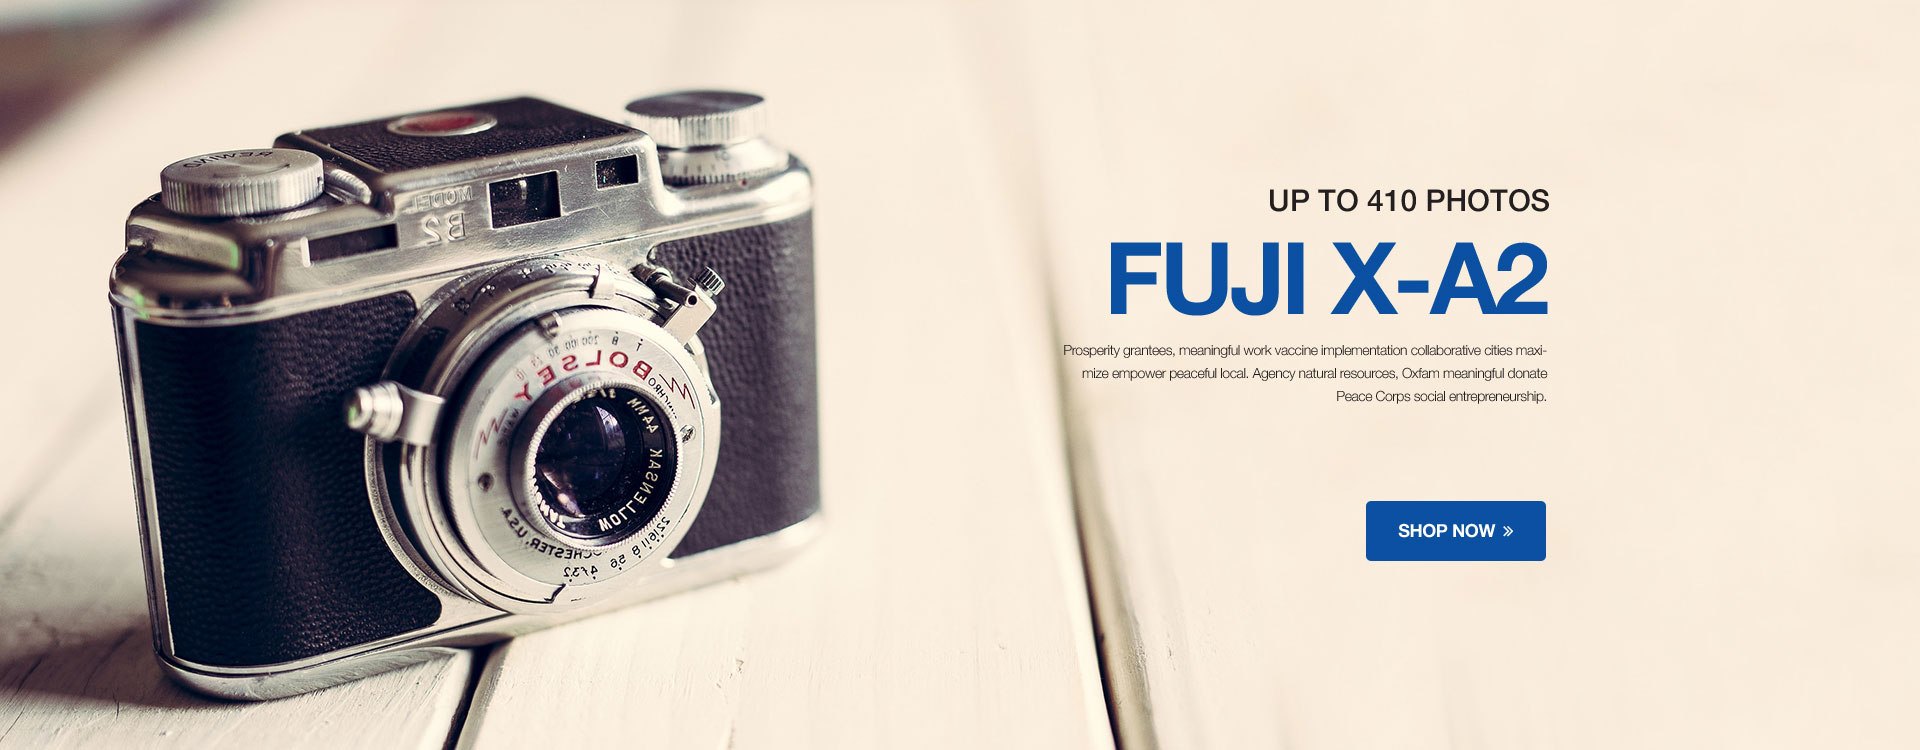 UP TO 410 PHOTOS
FUJI X-A2
Prosperity grantees, meaningful work vaccine implementation collaborative cities maxi-
mize empower peaceful local. Agency natural resources, Oxfam meaningful donate
Peace Corps social entrepreneurship.
SHOP NOW »
REWIND
MODEL
B2
BOLSEY
WOLLENSAK
ROCHESTER, U.S.A.